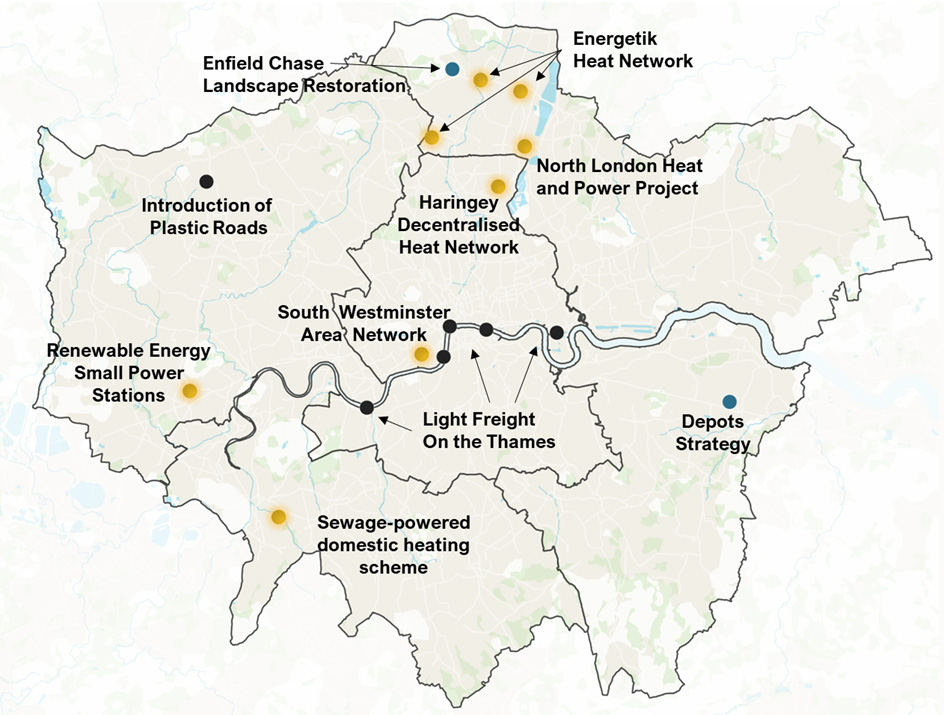 Energetik
Heat Network
Enfield Chase
Landscape Restoration
North London Heat
and Power Project
Introduction of
Plastic Roads
Haringey
Decentralised
Heat Network
South Westminster
Area Network
Renewable Energy
Small Power
Stations
Light Freight
On the Thames
Depots
Strategy
Sewage-powered
domestic heating
scheme